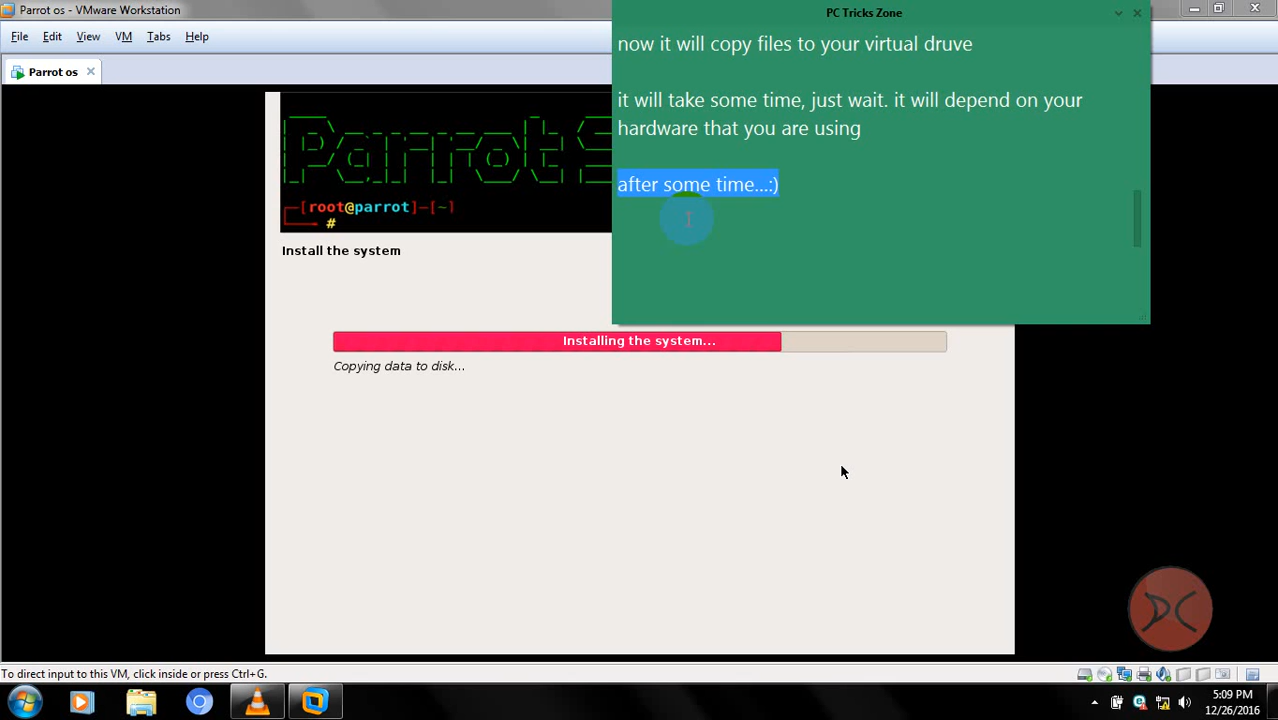 Parrot os - VMware Workstation
File Edit View VM Tabs Help
Parrot os
PC Tricks Zone
now it will copy files to your virtual druve
it will take some time, just wait. it will depend on your
hardware that you are using
after some time...:)
Parrot S
[root@parrot]-[~]
#
Install the system
Installing the system...
Copying data to disk...
PC
To direct input to this VM, click inside or press Ctrl+G.
5:09 PM
12/26/2016